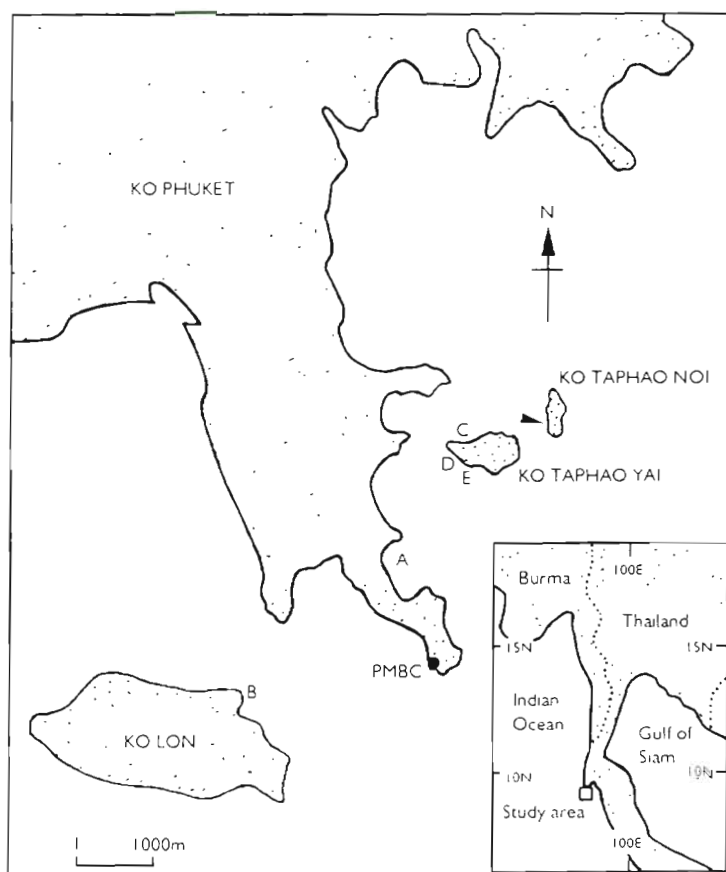 KO PHUKET
N
KO TAPHAO NOI
C
D
E
KO TAPHAO YAI
A
PMBC
B
KO LON
1 1000m
100E
Burma
Thailand
15N
15N
Indian
Ocean
Gulf of
Siam
10N
10N
Study area
100E